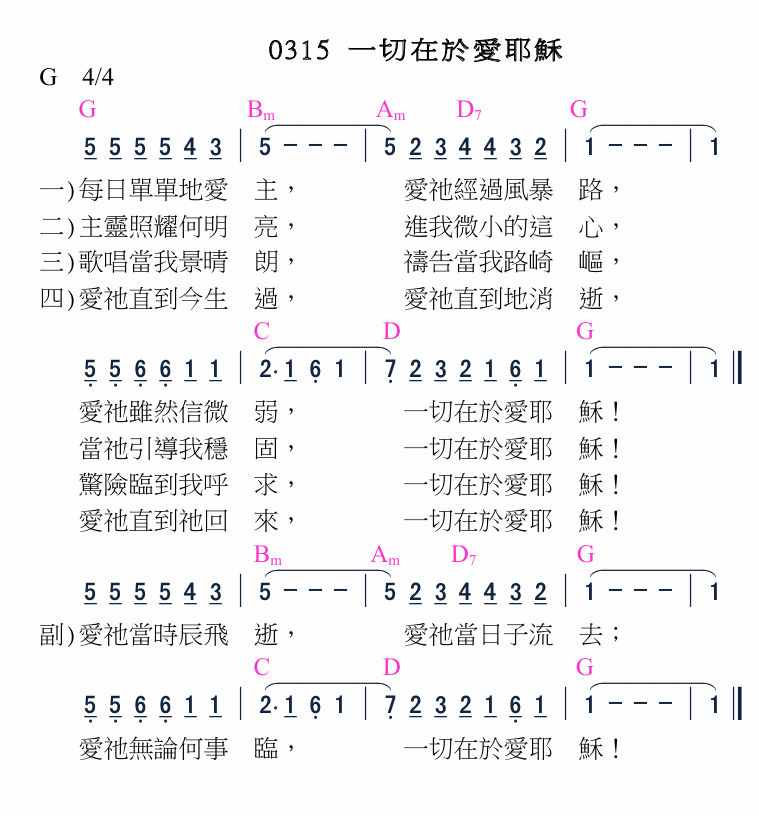 0315 一切在於愛耶穌
G 4/4
G Bm Am D7 G
5 5 5 5 4 3 | 5 - - - | 5 2 3 4 4 3 2 | 1 - - - | 1
一)每日單單地愛 主， 愛祂經過風暴 路，
二)主靈照耀何明 亮， 進我微小的這 心，
三)歌唱當我景晴 朗， 禱告當我路崎 嶇，
四)愛祂直到今生 過， 愛祂直到地消 逝，
C D G
5 5 6 6 1 1 | 2· 1 6 1 | 7 2 3 2 1 6 1 | 1 - - - | 1 ||
愛祂雖然信微 弱， 一切在於愛耶 穌！
當祂引導我穩 固， 一切在於愛耶 穌！
驚險臨到我呼 求， 一切在於愛耶 穌！
愛祂直到祂回 來， 一切在於愛耶 穌！
Bm Am D7 G
5 5 5 5 4 3 | 5 - - - | 5 2 3 4 4 3 2 | 1 - - - | 1
副)愛祂當時辰飛 逝， 愛祂當日子流 去；
C D G
5 5 6 6 1 1 | 2· 1 6 1 | 7 2 3 2 1 6 1 | 1 - - - | 1 ||
愛祂無論何事 臨， 一切在於愛耶 穌！